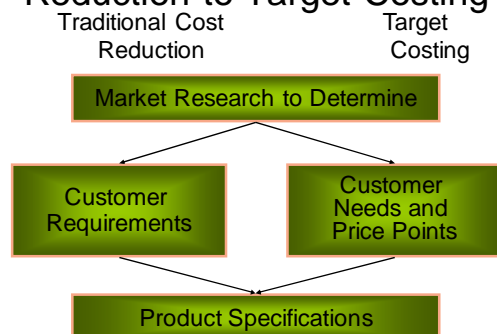 Reduction to Target Costing
Traditional Cost
Reduction
Target
Costing
Market Research to Determine
Customer
Requirements
Customer
Needs and
Price Points
Product Specifications